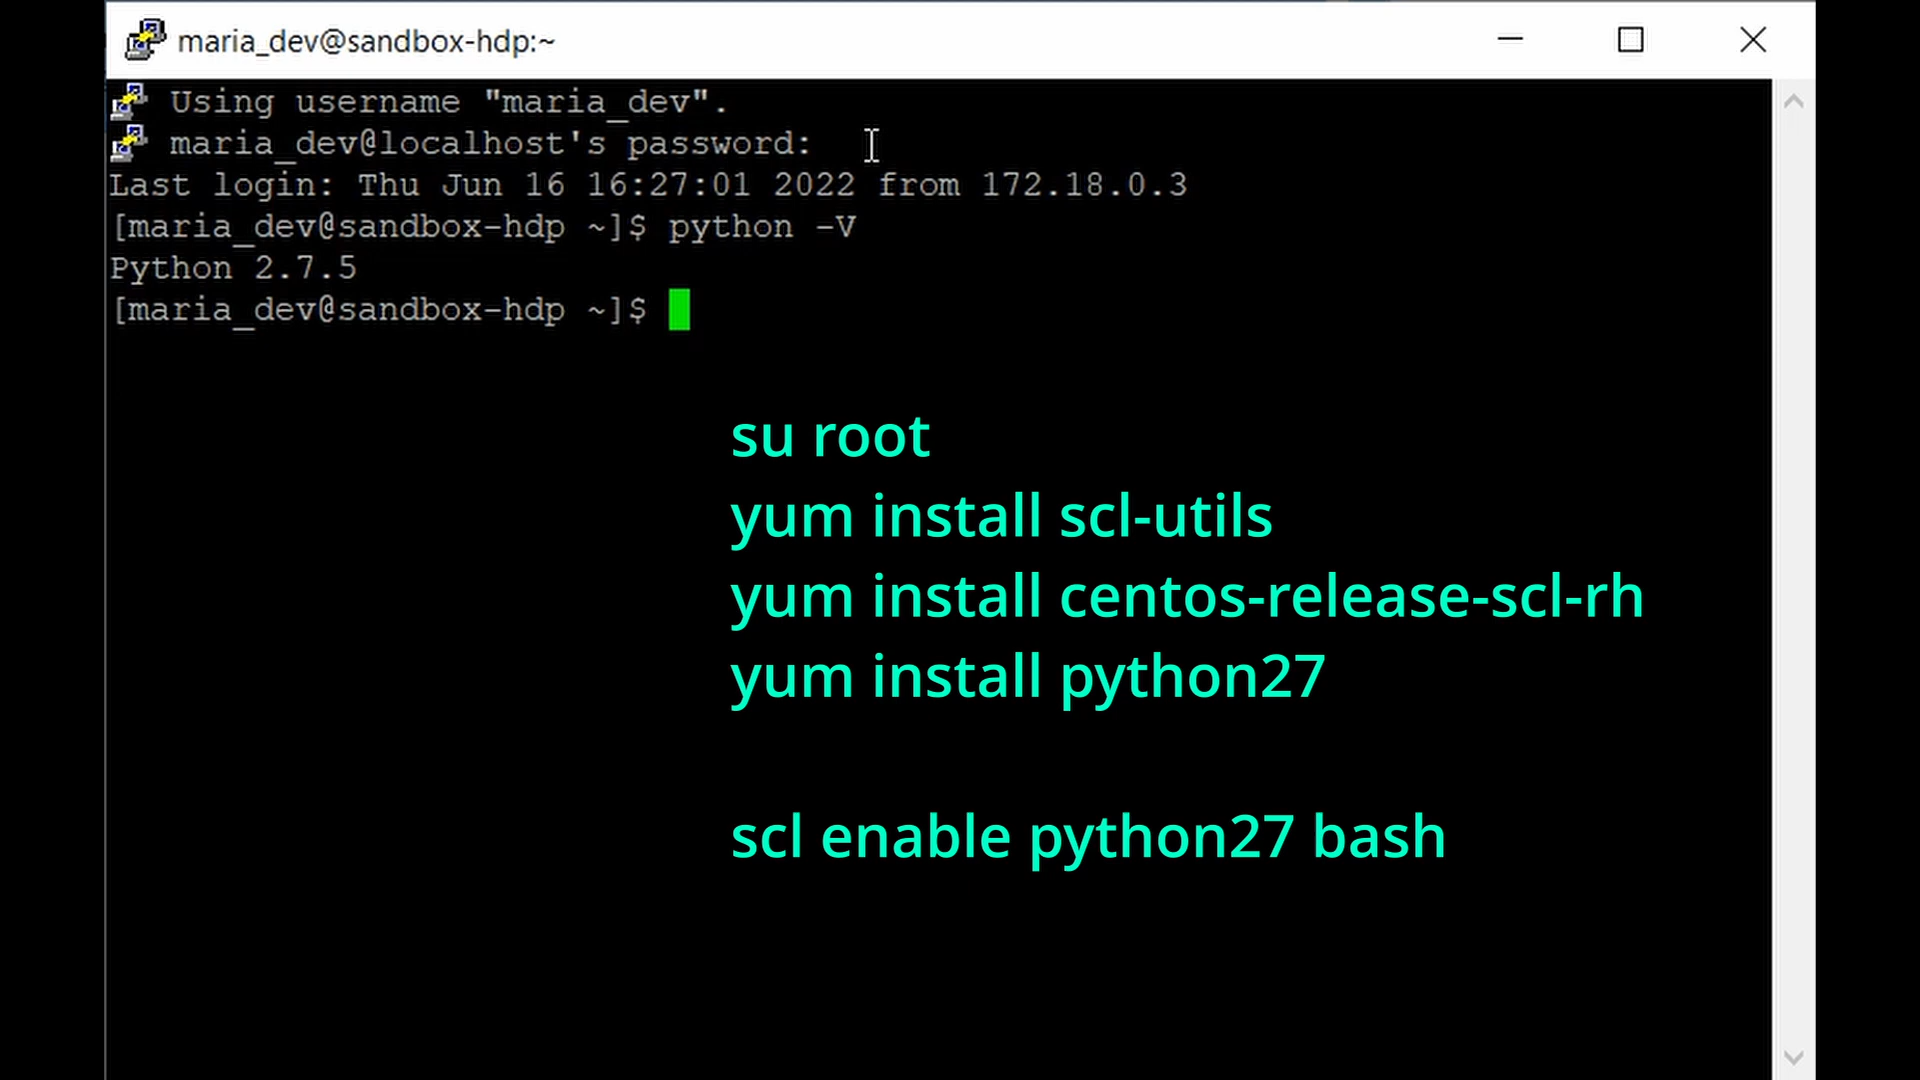 maria_dev@sandbox-hdp:~
Using username "maria_dev".
maria_dev@localhost's password:
Last login: Thu Jun 16 16:27:01 2022 from 172.18.0.3
[maria_dev@sandbox-hdp ~]$ python -V
Python 2.7.5
[maria_dev@sandbox-hdp ~]$
su root
yum install scl-utils
yum install centos-release-scl-rh
yum install python27
scl enable python27 bash